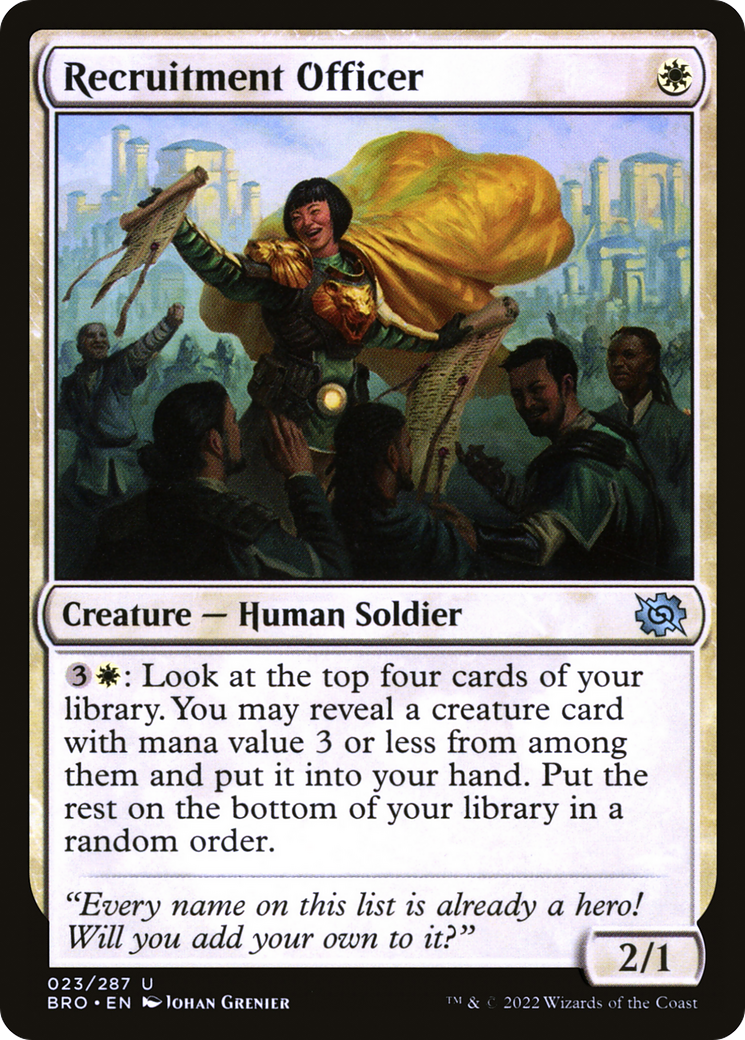 Recruitment Officer
Creature — Human Soldier
3: Look at the top four cards of your
library. You may reveal a creature card
with mana value 3 or less from among
them and put it into your hand. Put the
rest on the bottom of your library in a
random order.
“Every name on this list is already a hero!
Will you add your own to it?”
2/1
023/287 U
BRO • EN Johan Grenier
™ & © 2022 Wizards of the Coast